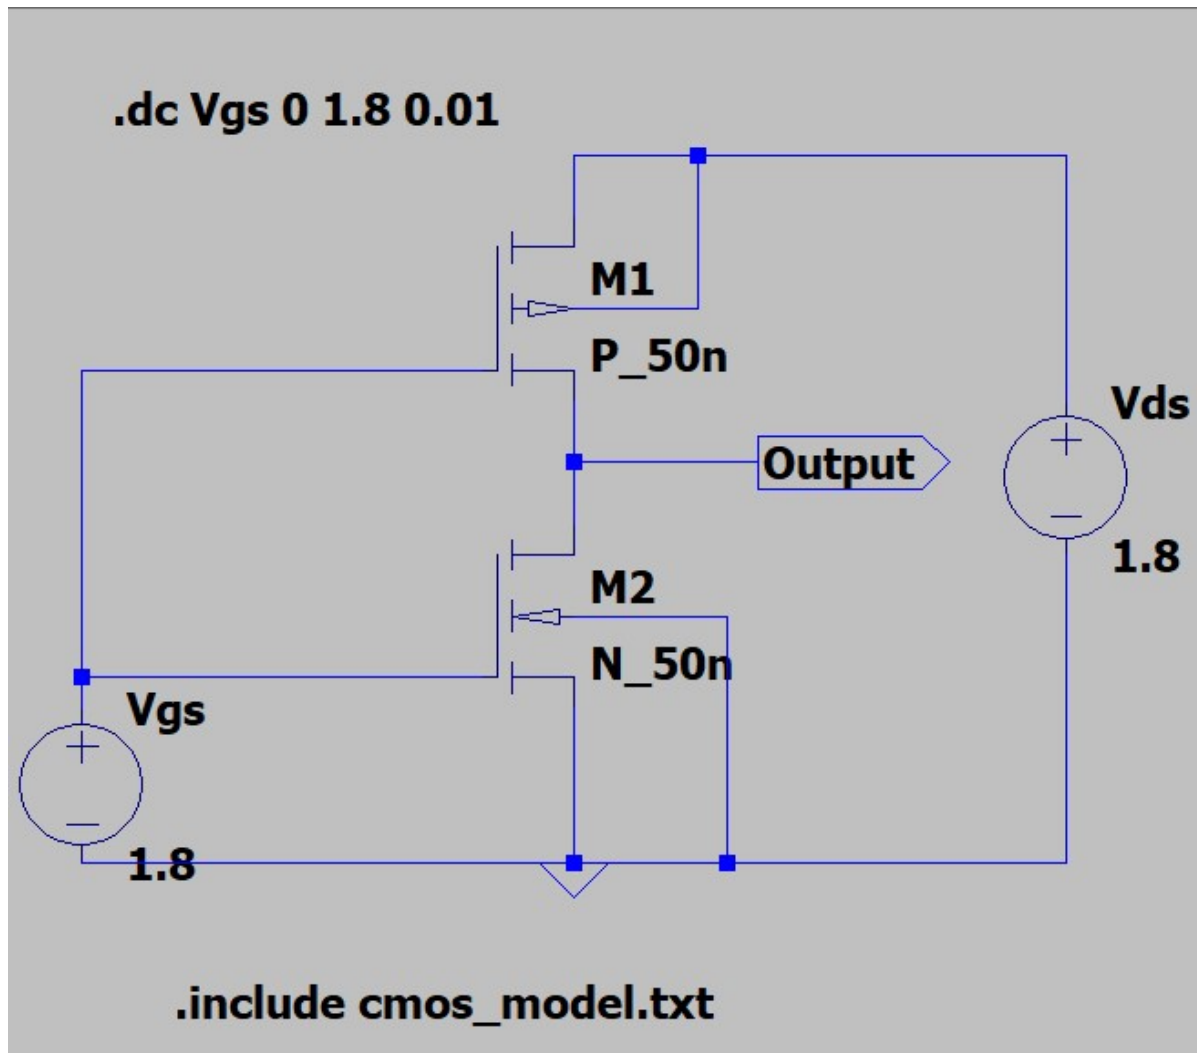 .dc Vgs 0 1.8 0.01
M1
P_50n
Vds
Output
1.8
M2
N_50n
Vgs
1.8
.include cmos_model.txt